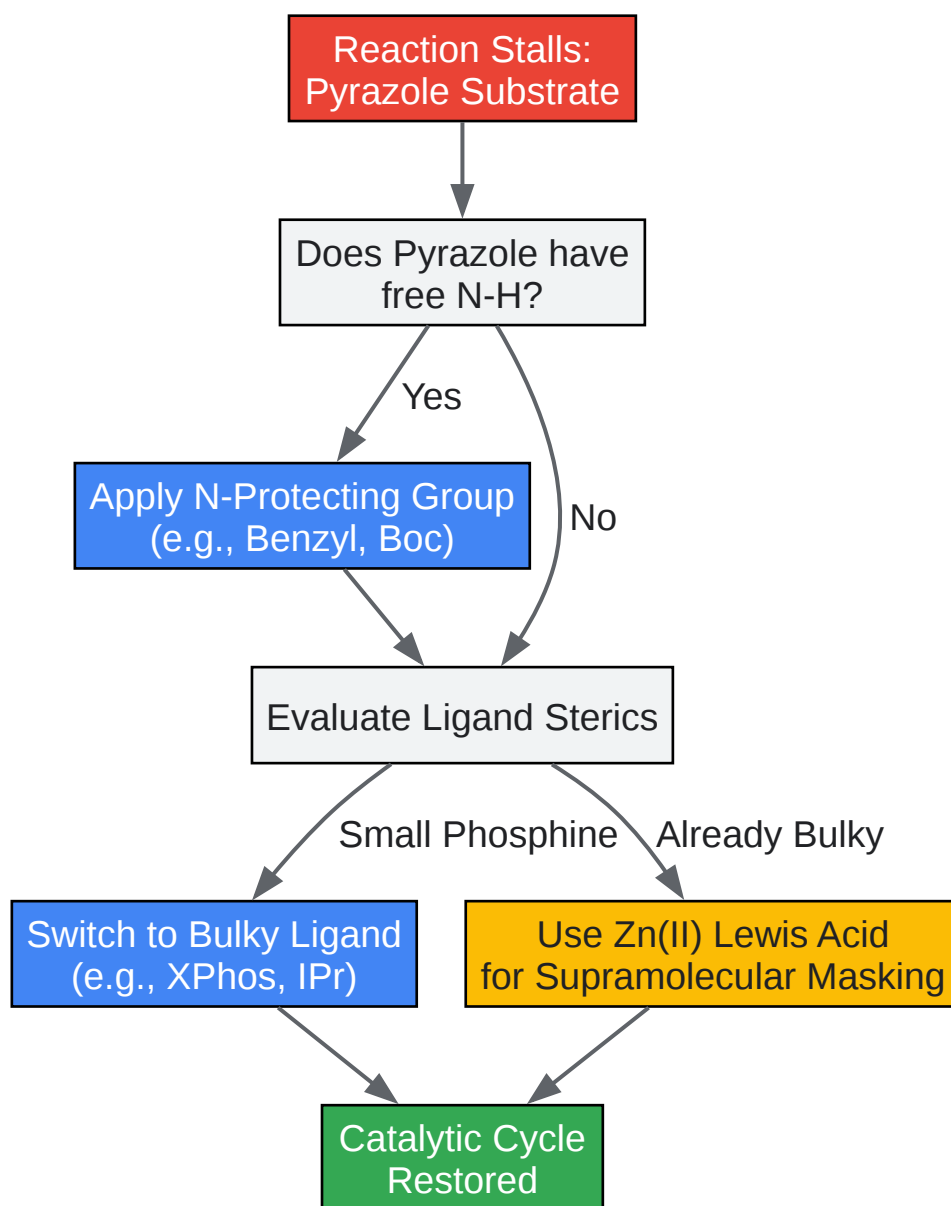 Reaction Stalls:
Pyrazole Substrate
Does Pyrazole have
free N-H?
Yes
Apply N-Protecting Group
(e.g., Benzyl, Boc)
No
Evaluate Ligand Sterics
Small Phosphine
Already Bulky
Switch to Bulky Ligand
(e.g., XPhos, IPr)
Use Zn(II) Lewis Acid
for Supramolecular Masking
Catalytic Cycle
Restored